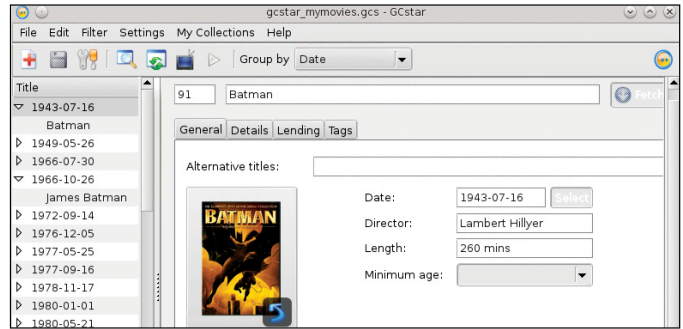 gcstar_mymovies.gcs - GCstar
File Edit Filter Settings My Collections Help
Group by Date
Title
1943-07-16
Batman
1949-05-26
1966-07-30
1966-10-26
James Batman
1972-09-14
1976-12-05
1977-05-25
1977-09-16
1978-11-17
1980-01-01
1980-05-21
91 Batman Fetch
General Details Lending Tags
Alternative titles:
BATMAN
Date: 1943-07-16 Select
Director: Lambert Hillyer
Length: 260 mins
Minimum age: